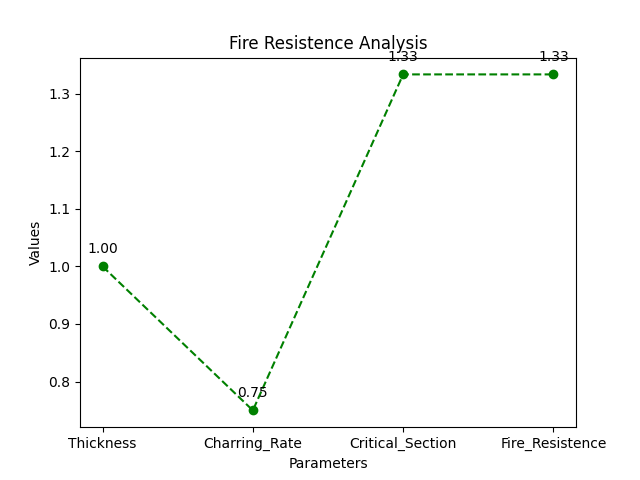 Fire Resistence Analysis
1.33 1.33
1.3
1.2
1.1
1.00
1.0
0.9
0.8
0.75
Values
Thickness Charring_Rate Critical_Section Fire_Resistence
Parameters